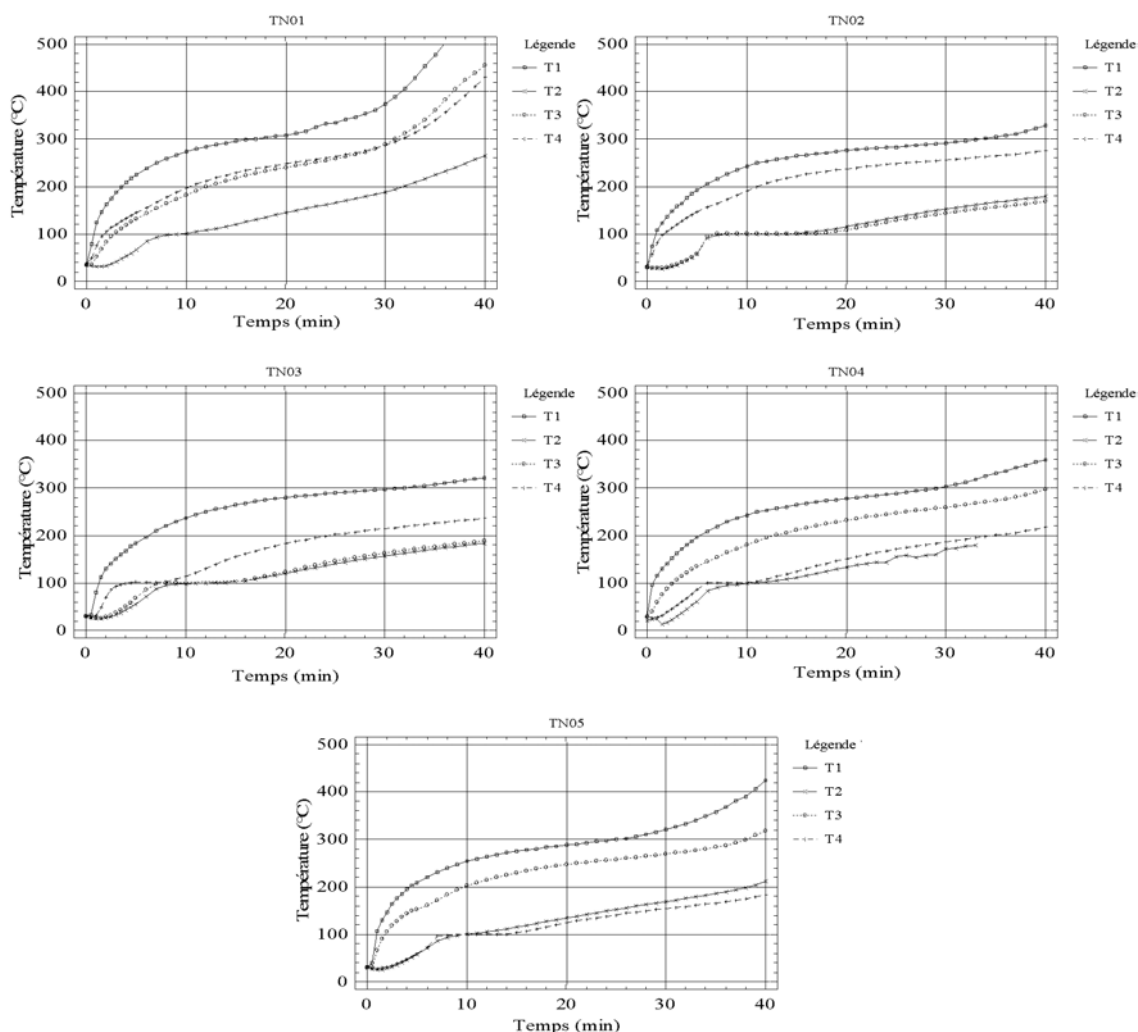 TN01
Légende
T1
T2
T3
T4
500
400
300
200
100
0
Température (°C)
0 10 20 30 40
Temps (min)
TN02
Légende
T1
T2
T3
T4
500
400
300
200
100
0
Température (°C)
0 10 20 30 40
Temps (min)
TN03
Légende
T1
T2
T3
T4
500
400
300
200
100
0
Température (°C)
0 10 20 30 40
Temps (min)
TN04
Légende
T1
T2
T3
T4
500
400
300
200
100
0
Température (°C)
0 10 20 30 40
Temps (min)
TN05
Légende
T1
T2
T3
T4
500
400
300
200
100
0
Température (°C)
0 10 20 30 40
Temps (min)